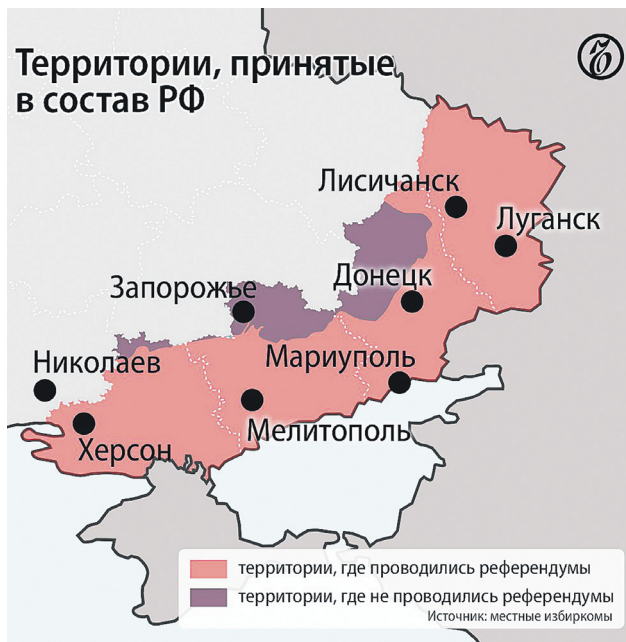 Территории, принятые
в состав РФ
Лисичанск
Луганск
Донецк
Запорожье
Мариуполь
Николаев
Мелитополь
Херсон
территории, где проводились референдумы
территории, где не проводились референдумы
Источник: местные избиркомы